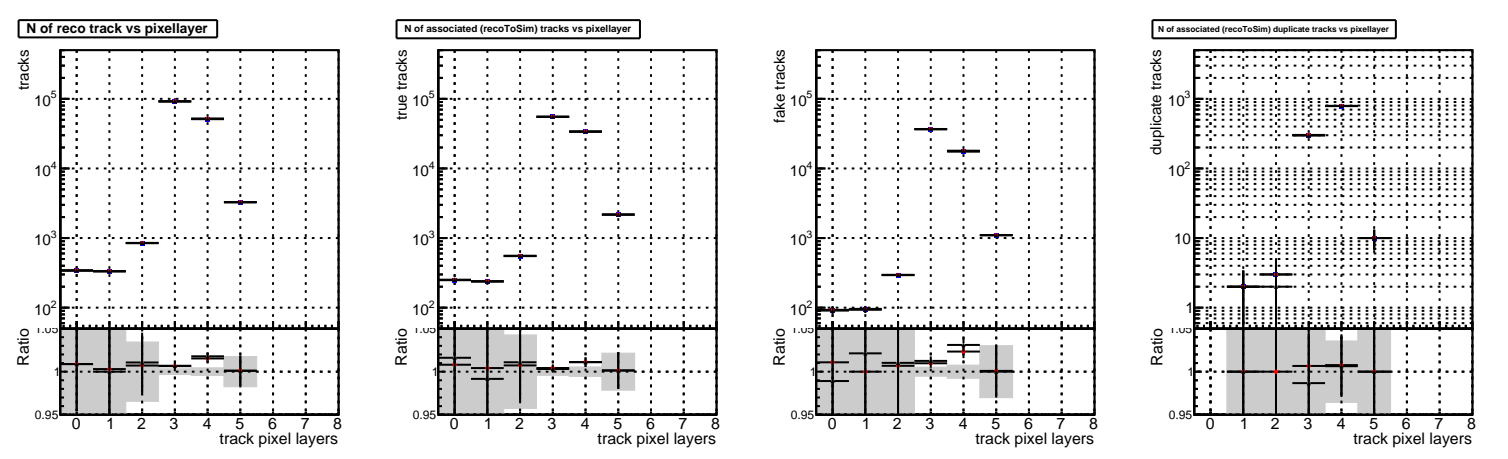 N of reco track vs pixellayer
tracks
10^5
10^4
10^3
10^2
Ratio
1.05
1
0.95
0 1 2 3 4 5 6 7 8
track pixel layers
N of associated (recoToSim) tracks vs pixellayer
true tracks
10^5
10^4
10^3
10^2
Ratio
1.05
1
0.95
0 1 2 3 4 5 6 7 8
track pixel layers
fake tracks
10^5
10^4
10^3
10^2
Ratio
1.05
1
0.95
0 1 2 3 4 5 6 7 8
track pixel layers
N of associated (recoToSim) duplicate tracks vs pixellayer
duplicate tracks
10^3
10^2
10
1
Ratio
1.05
1
0.95
0 1 2 3 4 5 6 7 8
track pixel layers